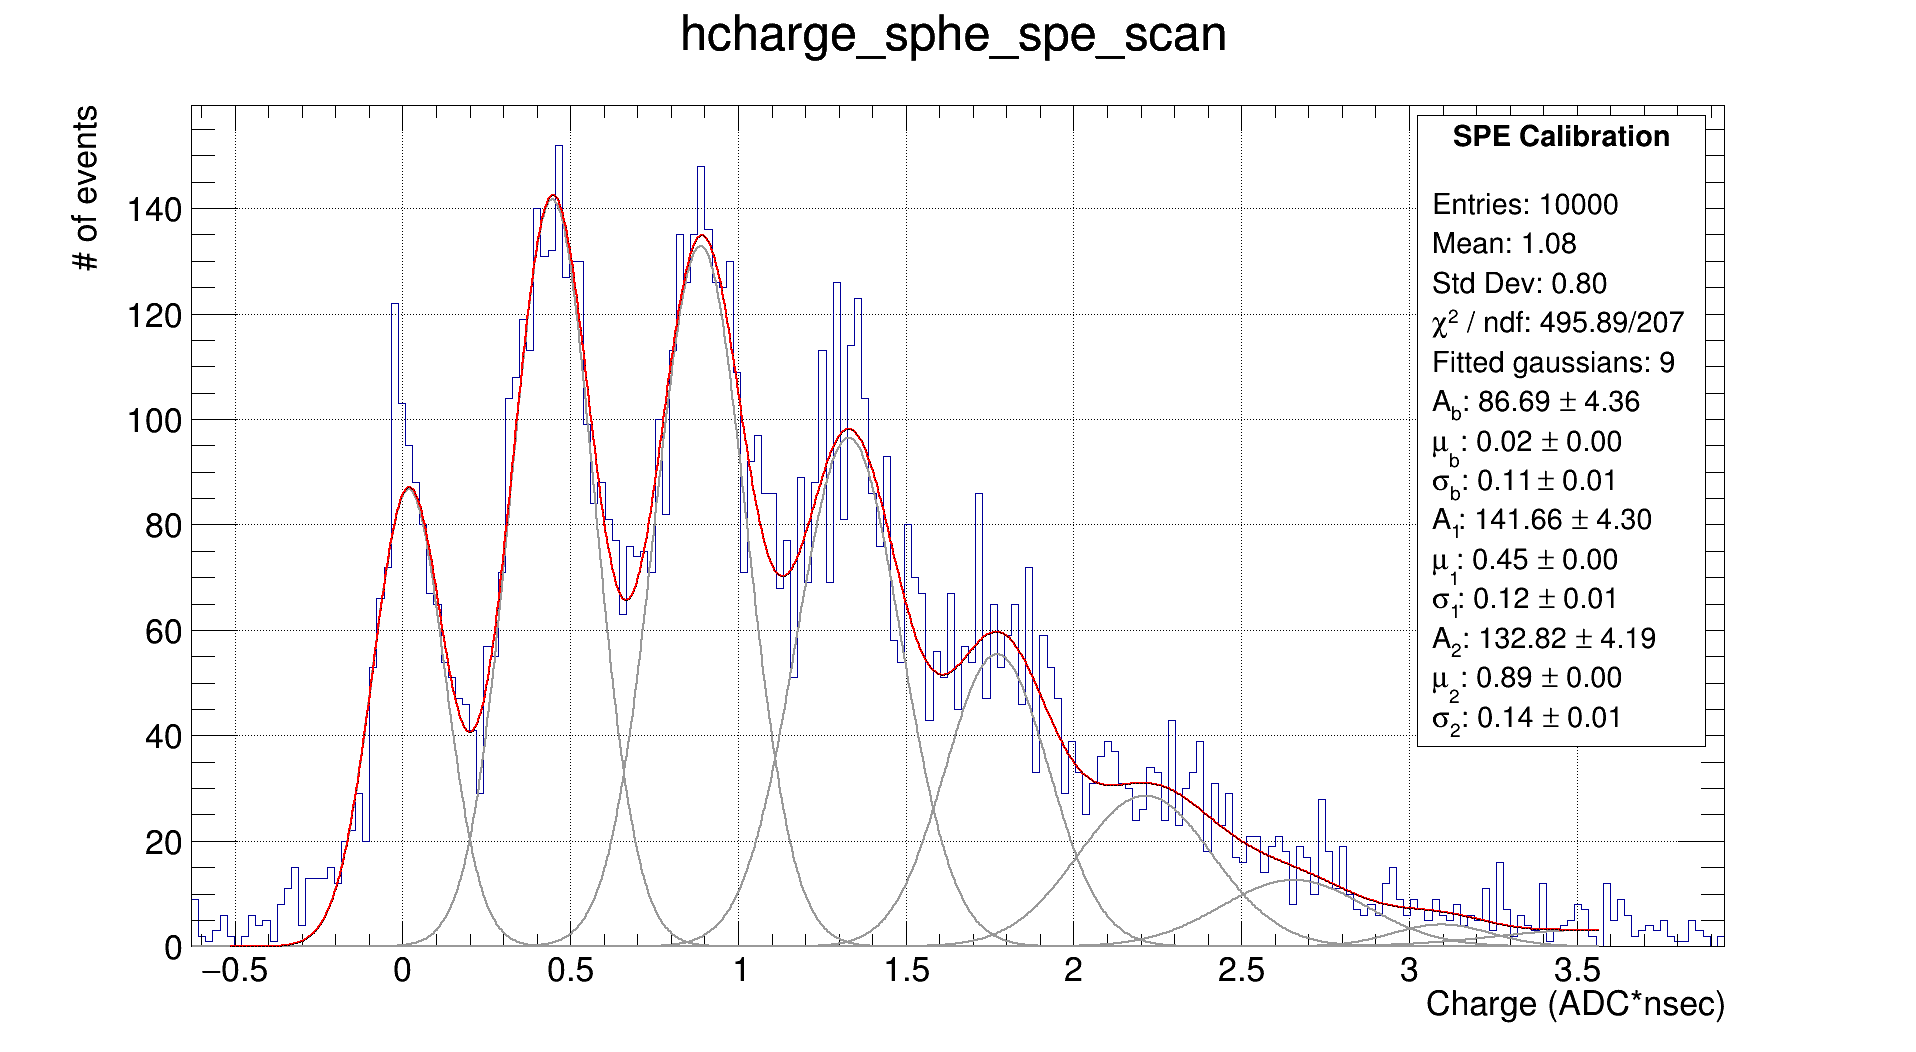 hcharge_sphe_spe_scan
# of events
140
120
100
80
60
40
20
0
−0.5 0 0.5 1 1.5 2 2.5 3 3.5
Charge (ADC*nsec)
SPE Calibration
Entries: 10000
Mean: 1.08
Std Dev: 0.80
χ² / ndf: 495.89/207
Fitted gaussians: 9
A_b: 86.69 ± 4.36
μ_b: 0.02 ± 0.00
σ_b: 0.11 ± 0.01
A_1: 141.66 ± 4.30
μ_1: 0.45 ± 0.00
σ_1: 0.12 ± 0.01
A_2: 132.82 ± 4.19
μ_2: 0.89 ± 0.00
σ_2: 0.14 ± 0.01